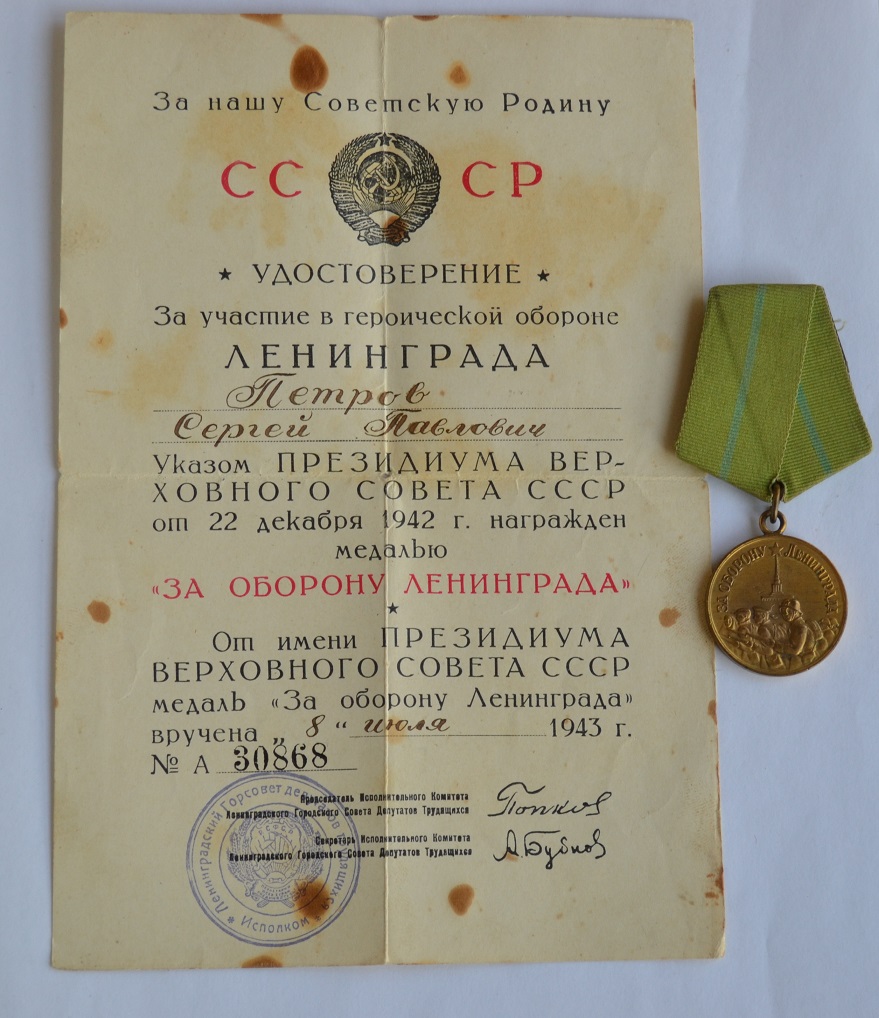 За нашу Советскую Родину
СС СР
★ УДОСТОВЕРЕНИЕ ★
За участие в героической обороне
ЛЕНИНГРАДА
Петров
Сергей Павлович
Указом ПРЕЗИДИУМА ВЕР-
ХОВНОГО СОВЕТА СССР
от 22 декабря 1942 г. награжден
медалью
«ЗА ОБОРОНУ ЛЕНИНГРАДА»
★
От имени ПРЕЗИДИУМА
ВЕРХОВНОГО СОВЕТА СССР
медаль «За оборону Ленинграда»
вручена „ 8 “ июля 1943 г.
№ А 30868
Председатель Исполнительного Комитета
Ленинградского Городского Совета Депутатов Трудящихся
Попков
Секретарь Исполнительного Комитета
Ленинградского Городского Совета Депутатов Трудящихся
А.Бубнов
Ленинградский Горсовет депутатов трудящихся
★ Исполком ★
ЗА ОБОРОНУ ★ ЛЕНИНГРАДА